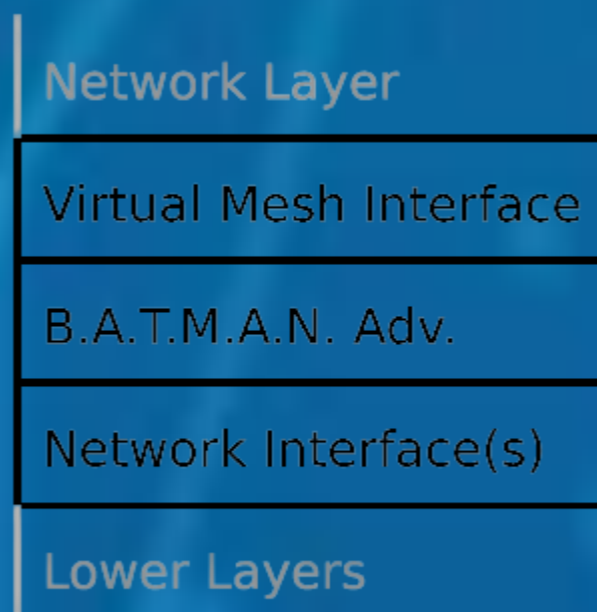 Network Layer
Virtual Mesh Interface
B.A.T.M.A.N. Adv.
Network Interface(s)
Lower Layers